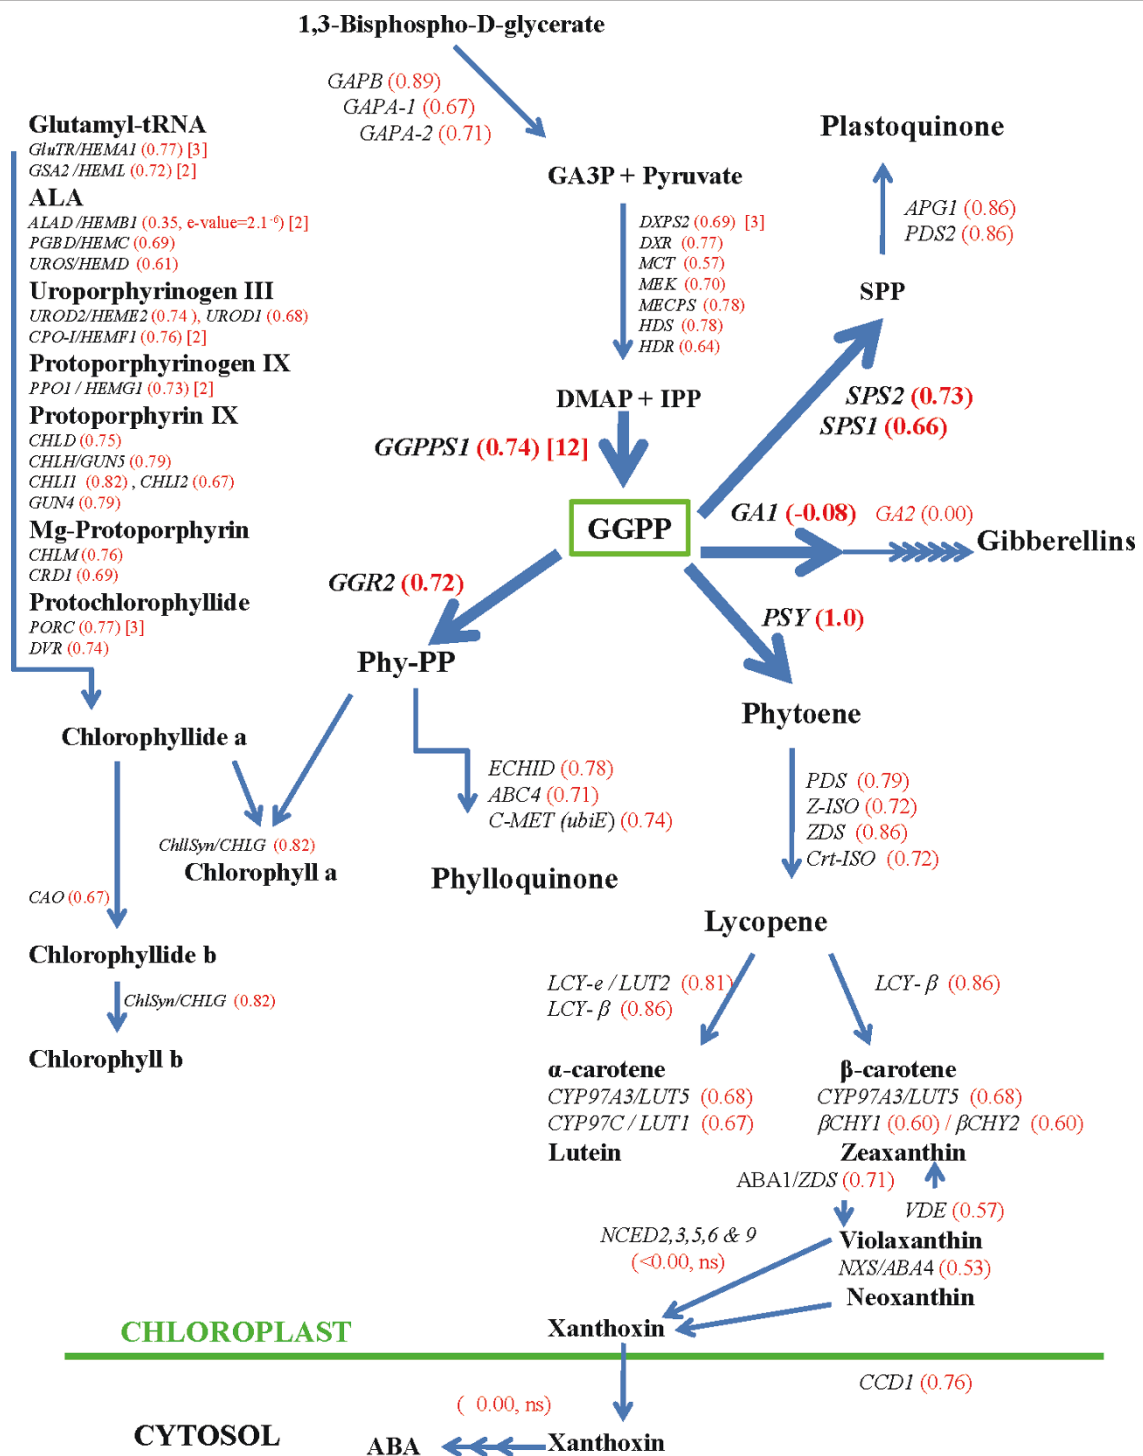 1,3-Bisphospho-D-glycerate
GAPB (0.89)
GAPA-1 (0.67)
GAPA-2 (0.71)
Glutamyl-tRNA
GluTR/HEMA1 (0.77) [3]
GSA2 /HEML (0.72) [2]
ALA
ALAD /HEMB1 (0.35, e-value=2.1⁻⁶) [2]
PGBD/HEMC (0.69)
UROS/HEMD (0.61)
Uroporphyrinogen III
UROD2/HEME2 (0.74 ), UROD1 (0.68)
CPO-I/HEMF1 (0.76) [2]
Protoporphyrinogen IX
PPO1 / HEMG1 (0.73) [2]
Protoporphyrin IX
CHLD (0.75)
CHLH/GUN5 (0.79)
CHLI1 (0.82) , CHLI2 (0.67)
GUN4 (0.79)
Mg-Protoporphyrin
CHLM (0.76)
CRD1 (0.69)
Protochlorophyllide
PORC (0.77) [3]
DVR (0.74)
GA3P + Pyruvate
DXPS2 (0.69) [3]
DXR (0.77)
MCT (0.57)
MEK (0.70)
MECPS (0.78)
HDS (0.78)
HDR (0.64)
DMAP + IPP
GGPPS1 (0.74) [12]
GGPP
Plastoquinone
APG1 (0.86)
PDS2 (0.86)
SPP
SPS2 (0.73)
SPS1 (0.66)
GA1 (-0.08) GA2 (0.00)
Gibberellins
GGR2 (0.72)
PSY (1.0)
Phy-PP
Phytoene
Chlorophyllide a
ECHID (0.78)
ABC4 (0.71)
C-MET (ubiE) (0.74)
PDS (0.79)
Z-ISO (0.72)
ZDS (0.86)
Crt-ISO (0.72)
ChllSyn/CHLG (0.82)
Chlorophyll a
Phylloquinone
CAO (0.67)
Lycopene
Chlorophyllide b
ChlSyn/CHLG (0.82)
Chlorophyll b
LCY-e / LUT2 (0.81)
LCY- β (0.86)
LCY- β (0.86)
α-carotene
CYP97A3/LUT5 (0.68)
CYP97C / LUT1 (0.67)
Lutein
β-carotene
CYP97A3/LUT5 (0.68)
βCHY1 (0.60) / βCHY2 (0.60)
Zeaxanthin
ABA1/ZDS (0.71)
VDE (0.57)
NCED2,3,5,6 & 9
(<0.00, ns)
Violaxanthin
NXS/ABA4 (0.53)
Neoxanthin
Xanthoxin
CHLOROPLAST
CCD1 (0.76)
( 0.00, ns)
CYTOSOL
ABA
Xanthoxin